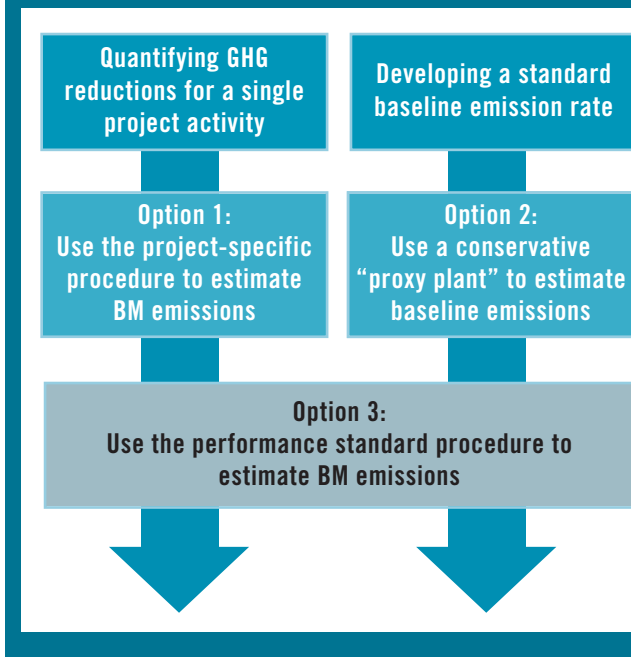 Quantifying GHG
reductions for a single
project activity
Developing a standard
baseline emission rate
Option 1:
Use the project-specific
procedure to estimate
BM emissions
Option 2:
Use a conservative
“proxy plant” to estimate
baseline emissions
Option 3:
Use the performance standard procedure to
estimate BM emissions